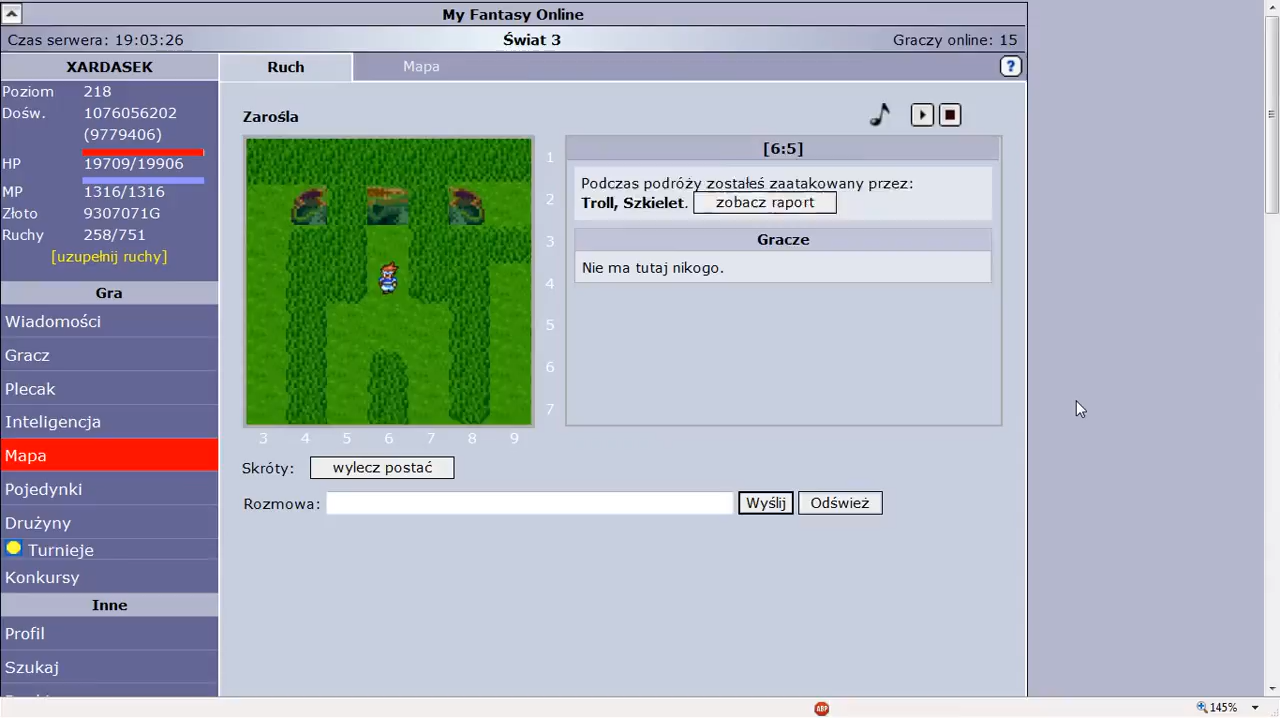 My Fantasy Online
Czas serwera: 19:03:26
Świat 3
Graczy online: 15
XARDASEK
Ruch
Mapa
?
Poziom 218
Dośw. 1076056202
(9779406)
HP 19709/19906
MP 1316/1316
Złoto 9307071G
Ruchy 258/751
[uzupełnij ruchy]
Gra
Wiadomości
Gracz
Plecak
Inteligencja
Mapa
Pojedynki
Drużyny
Turnieje
Konkursy
Inne
Profil
Szukaj
Zarośla
1
2
3
4
5
6
7
3 4 5 6 7 8 9
[6:5]
Podczas podróży zostałeś zaatakowany przez:
Troll, Szkielet. zobacz raport
Gracze
Nie ma tutaj nikogo.
Skróty: wylecz postać
Rozmowa: Wyślij Odśwież
ABP
145%